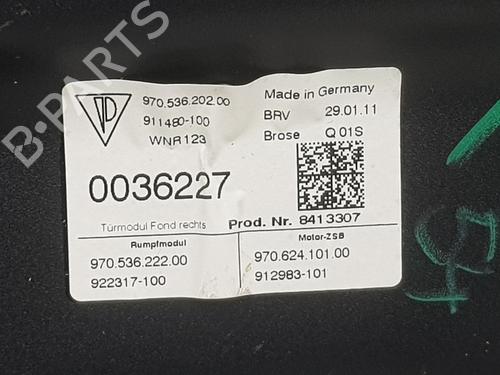 B-PARTS
970.536.202.00
911480-100
WNR123
Made in Germany
BRV 29.01.11
Brose Q 01S
0036227
Türmodul Fond rechts
Prod. Nr. 8413307
Rumpfmodul
970.536.222.00
922317-100
Motor-ZSB
970.624.101.00
912983-101